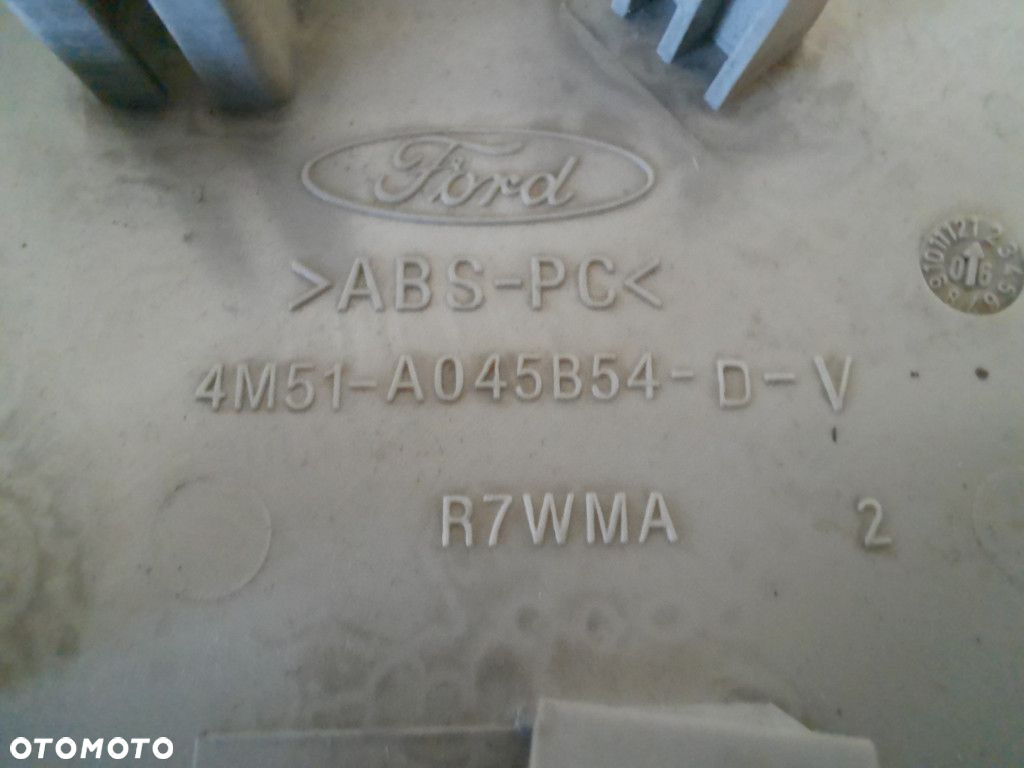 Ford
>ABS-PC<
4M51-A045B54-D-V
R7WMA 2
OTOMOTO